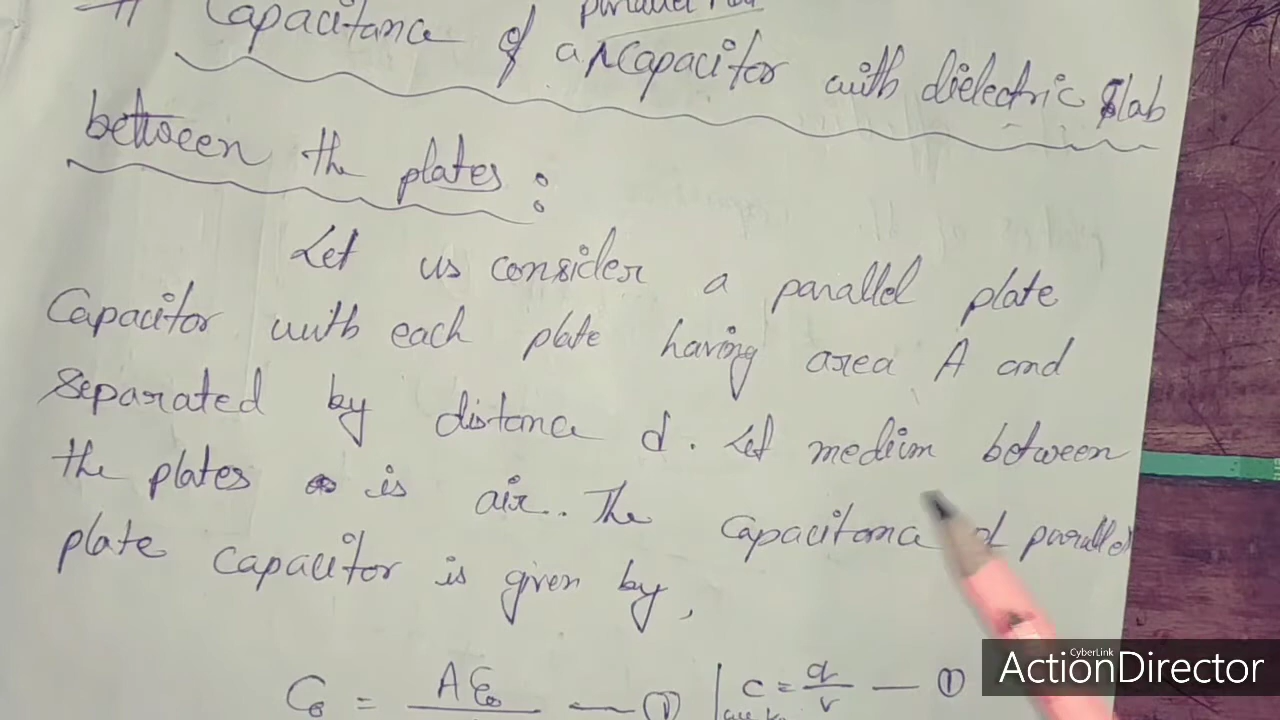 Capacitance of a parallel Capacitor with dielectric Slab
between the plates :
Let us consider a parallel plate
Capacitor with each plate having area A and
separated by distance d. Let medium between
the plates is air. The Capacitance of parallel
plate capacitor is given by,
C₀ = Aε₀ — ① | C = q/v — ①
CyberLink
ActionDirector